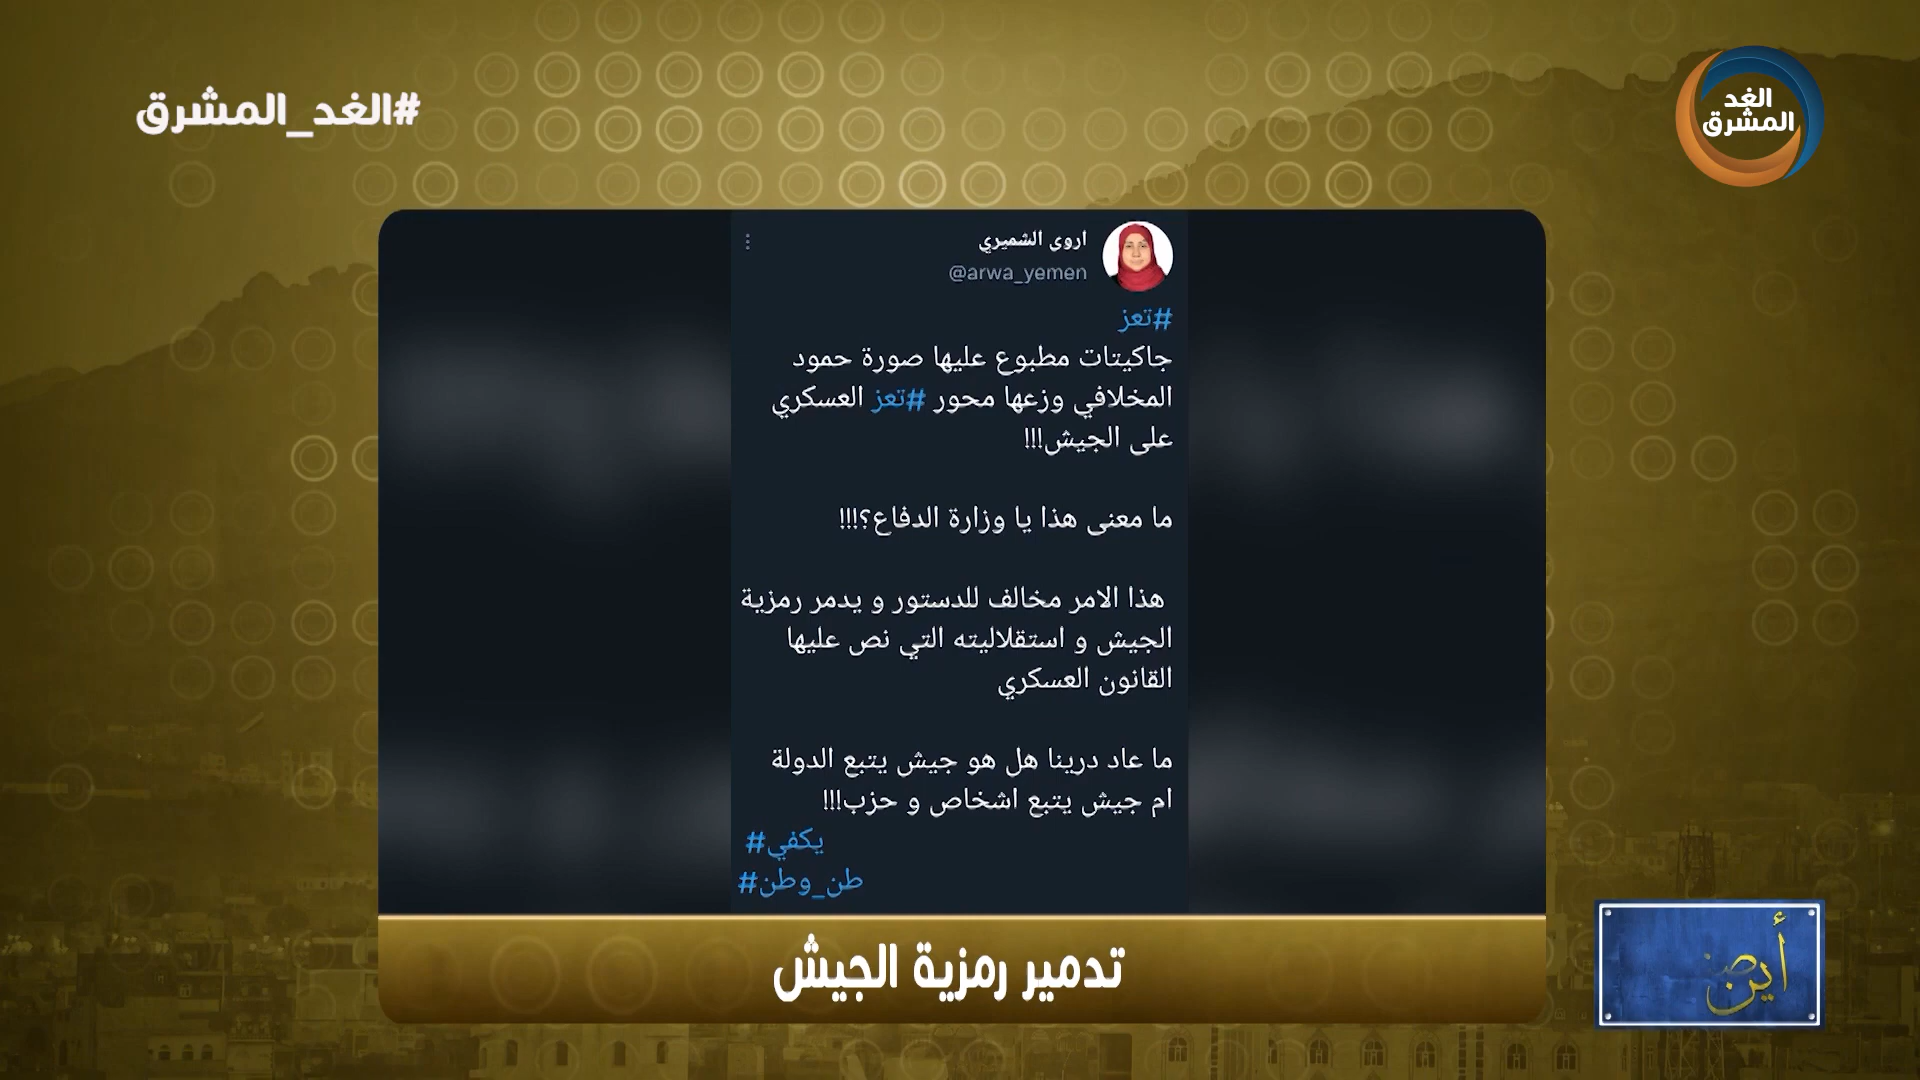 #الغد_المشرق
الغد
المشرق
اروى الشميري
@arwa_yemen
#تعز
جاكيتات مطبوع عليها صورة حمود
المخلافي وزعها محور #تعز العسكري
على الجيش!!!
ما معنى هذا يا وزارة الدفاع؟!!!
هذا الامر مخالف للدستور و يدمر رمزية
الجيش و استقلاليته التي نص عليها
القانون العسكري
ما عاد درينا هل هو جيش يتبع الدولة
ام جيش يتبع اشخاص و حزب!!!
يكفي#
طن_وطن#
تدمير رمزية الجيش
أيضن